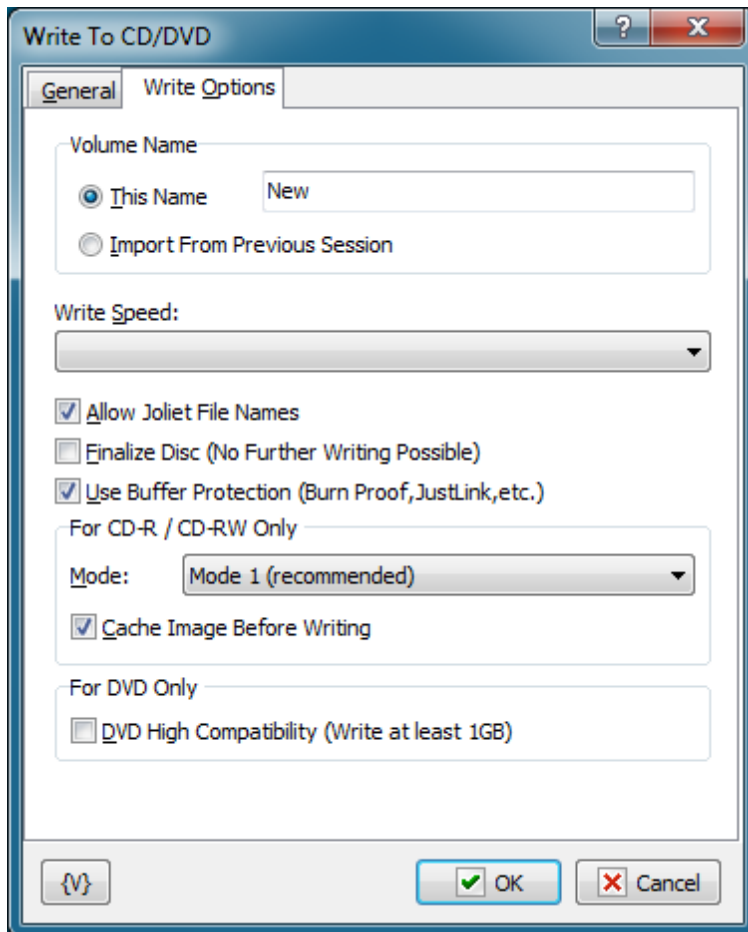 Write To CD/DVD
General Write Options
Volume Name
This Name New
Import From Previous Session
Write Speed:
Allow Joliet File Names
Finalize Disc (No Further Writing Possible)
Use Buffer Protection (Burn Proof,JustLink,etc.)
For CD-R / CD-RW Only
Mode: Mode 1 (recommended)
Cache Image Before Writing
For DVD Only
DVD High Compatibility (Write at least 1GB)
{V} OK Cancel